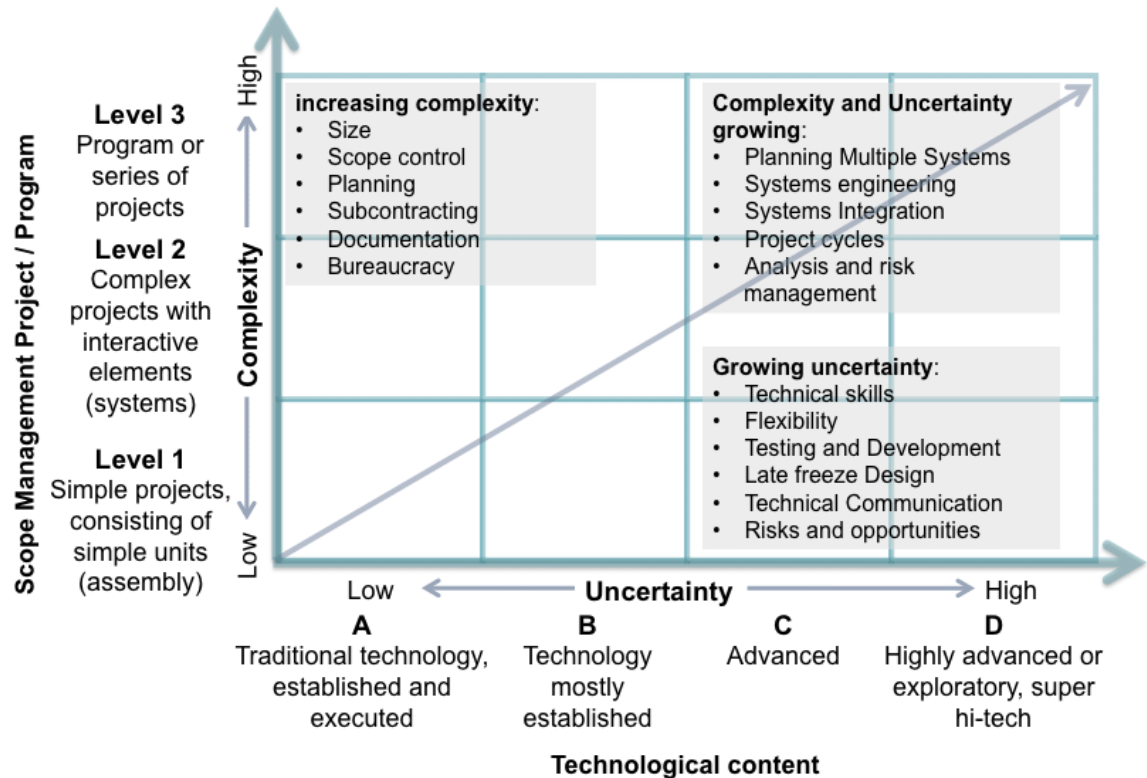 Scope Management Project / Program
High
Complexity
Low
Level 3
Program or
series of
projects
Level 2
Complex
projects with
interactive
elements
(systems)
Level 1
Simple projects,
consisting of
simple units
(assembly)
increasing complexity:
• Size
• Scope control
• Planning
• Subcontracting
• Documentation
• Bureaucracy
Complexity and Uncertainty
growing:
• Planning Multiple Systems
• Systems engineering
• Systems Integration
• Project cycles
• Analysis and risk
management
Growing uncertainty:
• Technical skills
• Flexibility
• Testing and Development
• Late freeze Design
• Technical Communication
• Risks and opportunities
Low
Uncertainty
High
A
Traditional technology,
established and
executed
B
Technology
mostly
established
C
Advanced
D
Highly advanced or
exploratory, super
hi-tech
Technological content